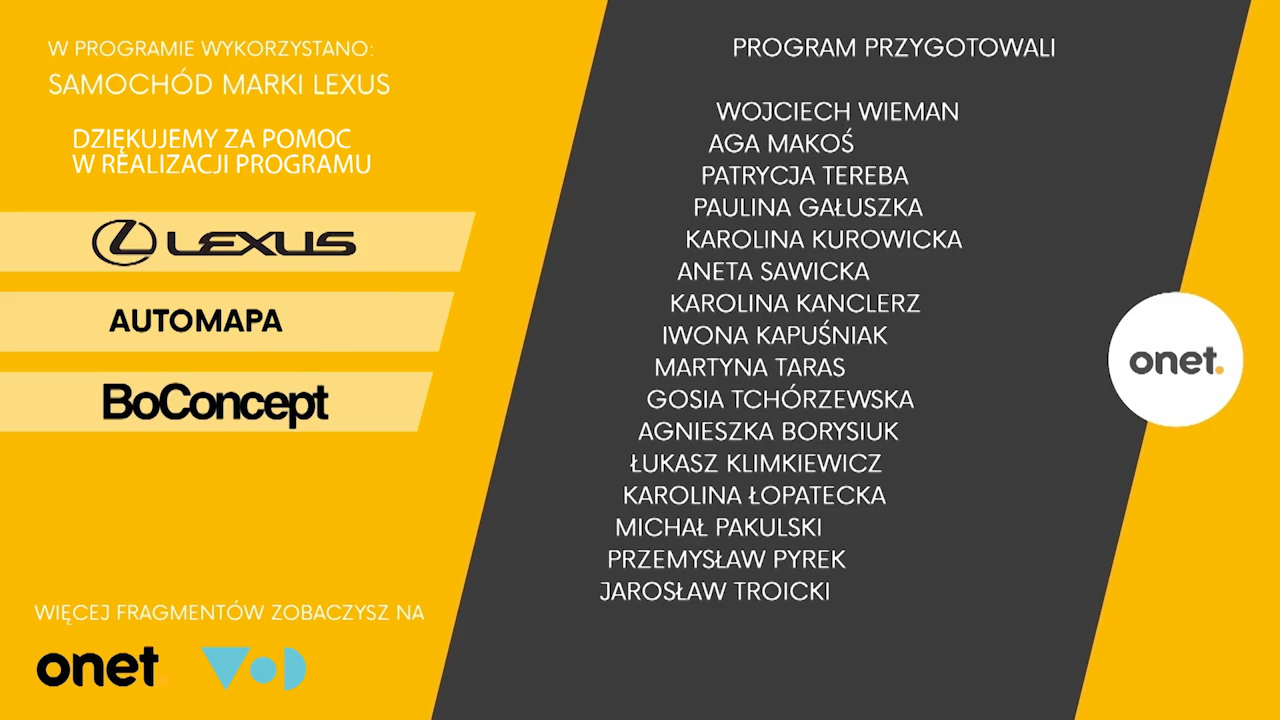 W PROGRAMIE WYKORZYSTANO:
SAMOCHÓD MARKI LEXUS
DZIĘKUJEMY ZA POMOC
W REALIZACJI PROGRAMU
LEXUS
AUTOMAPA
BoConcept
WIĘCEJ FRAGMENTÓW ZOBACZYSZ NA
onet
VOD
PROGRAM PRZYGOTOWALI
WOJCIECH WIEMAN
AGA MAKOŚ
PATRYCJA TEREBA
PAULINA GAŁUSZKA
KAROLINA KUROWICKA
ANETA SAWICKA
KAROLINA KANCLERZ
IWONA KAPUŚNIAK
MARTYNA TARAS
GOSIA TCHÓRZEWSKA
AGNIESZKA BORYSIUK
ŁUKASZ KLIMKIEWICZ
KAROLINA ŁOPATECKA
MICHAŁ PAKULSKI
PRZEMYSŁAW PYREK
JAROSŁAW TROICKI
onet.